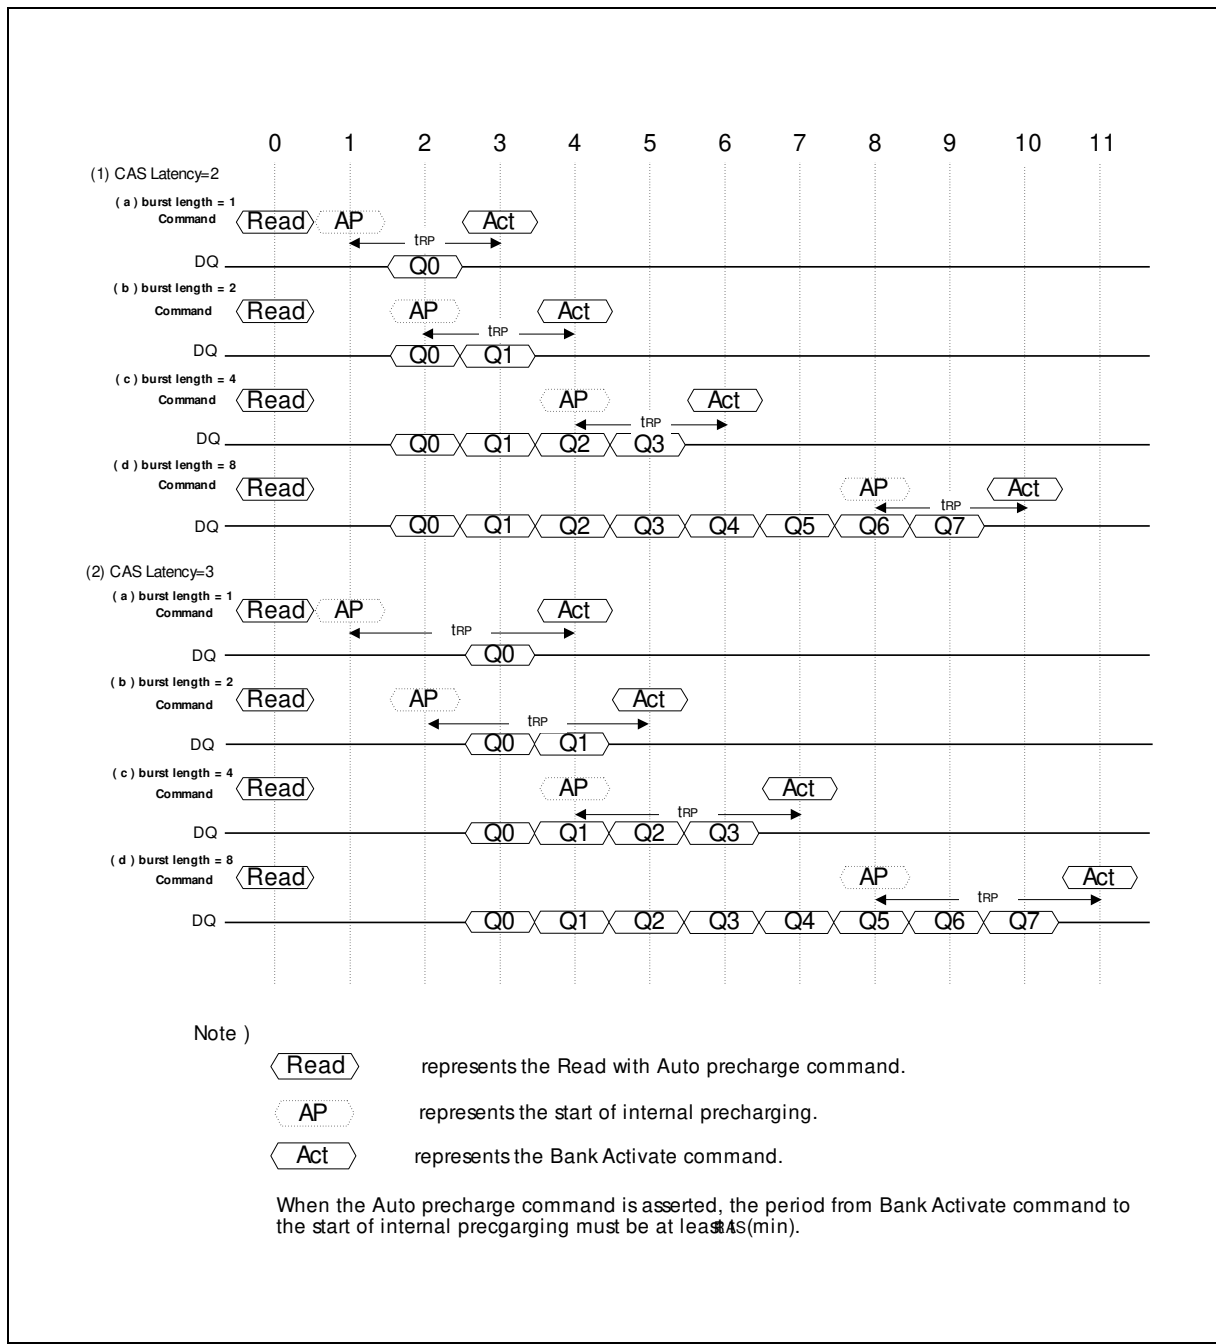 0 1 2 3 4 5 6 7 8 9 10 11
(1) CAS Latency=2
( a ) burst length = 1
Command Read AP Act
tRP
DQ Q0
( b ) burst length = 2
Command Read AP Act
tRP
DQ Q0 Q1
( c ) burst length = 4
Command Read AP Act
tRP
DQ Q0 Q1 Q2 Q3
( d ) burst length = 8
Command Read AP Act
tRP
DQ Q0 Q1 Q2 Q3 Q4 Q5 Q6 Q7
(2) CAS Latency=3
( a ) burst length = 1
Command Read AP Act
tRP
DQ Q0
( b ) burst length = 2
Command Read AP Act
tRP
DQ Q0 Q1
( c ) burst length = 4
Command Read AP Act
tRP
DQ Q0 Q1 Q2 Q3
( d ) burst length = 8
Command Read AP Act
tRP
DQ Q0 Q1 Q2 Q3 Q4 Q5 Q6 Q7
Note )
Read represents the Read with Auto precharge command.
AP represents the start of internal precharging.
Act represents the Bank Activate command.
When the Auto precharge command is asserted, the period from Bank Activate command to
the start of internal precgarging must be at least (min).